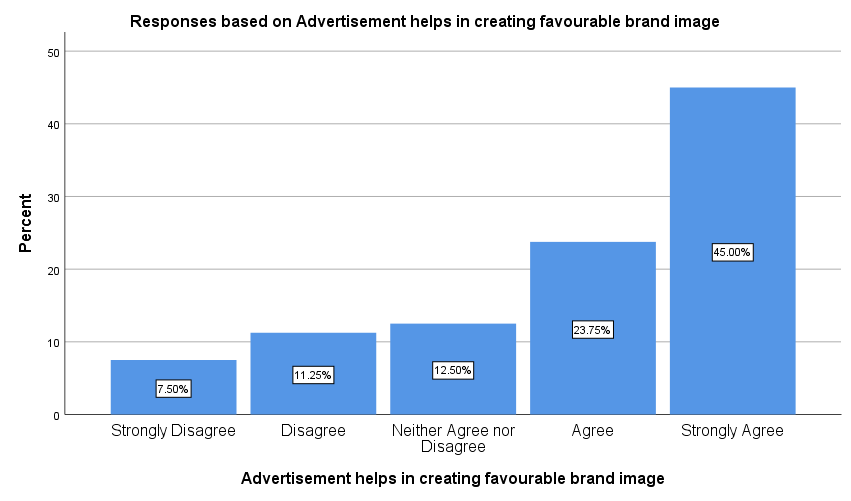 Responses based on Advertisement helps in creating favourable brand image
50
40
30
20
10
0
Percent
7.50%
11.25%
12.50%
23.75%
45.00%
Strongly Disagree
Disagree
Neither Agree nor
Disagree
Agree
Strongly Agree
Advertisement helps in creating favourable brand image